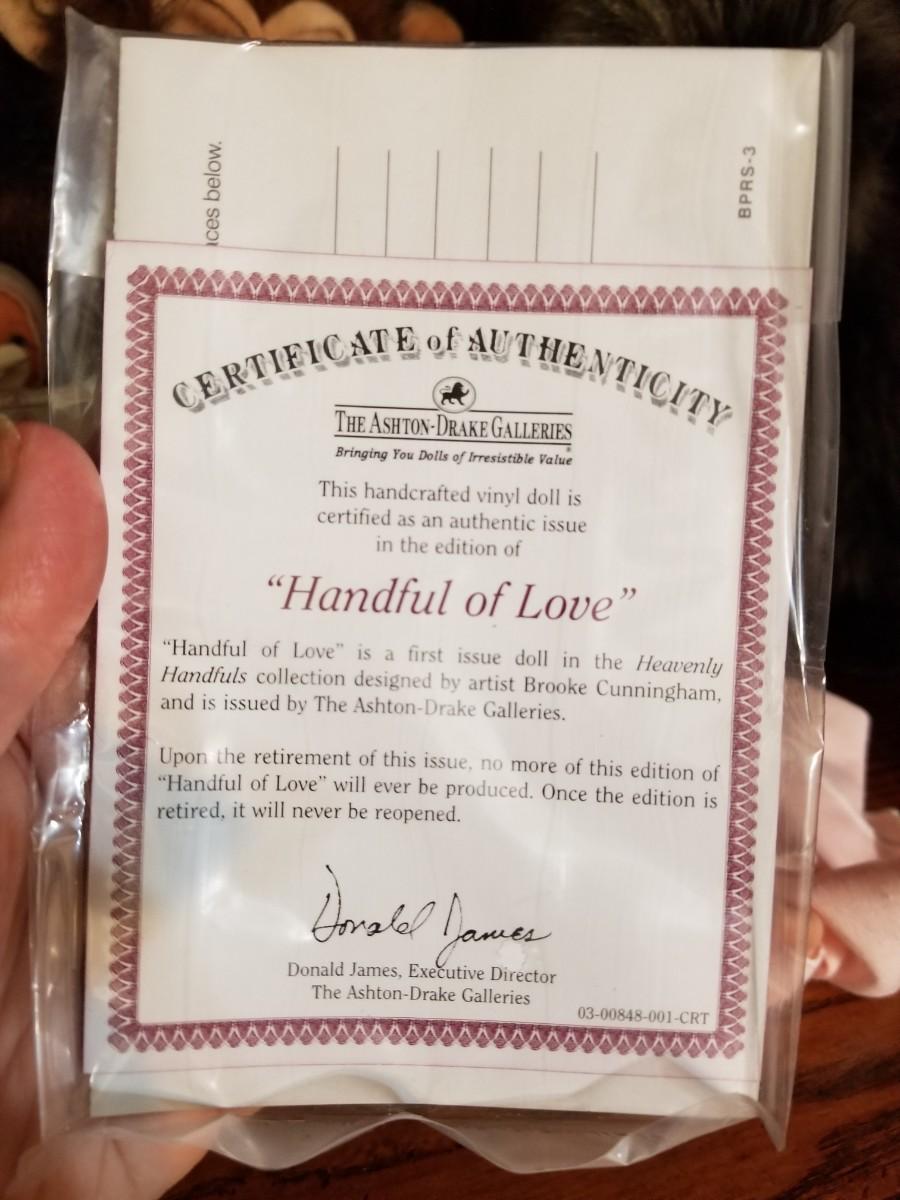 ces below.
BPRS-3
CERTIFICATE of AUTHENTICITY
THE ASHTON-DRAKE GALLERIES
Bringing You Dolls of Irresistible Value
This handcrafted vinyl doll is
certified as an authentic issue
in the edition of
“Handful of Love”
“Handful of Love” is a first issue doll in the Heavenly
Handfuls collection designed by artist Brooke Cunningham,
and is issued by The Ashton-Drake Galleries.
Upon the retirement of this issue, no more of this edition of
“Handful of Love” will ever be produced. Once the edition is
retired, it will never be reopened.
Donald James
Donald James, Executive Director
The Ashton-Drake Galleries
03-00848-001-CRT